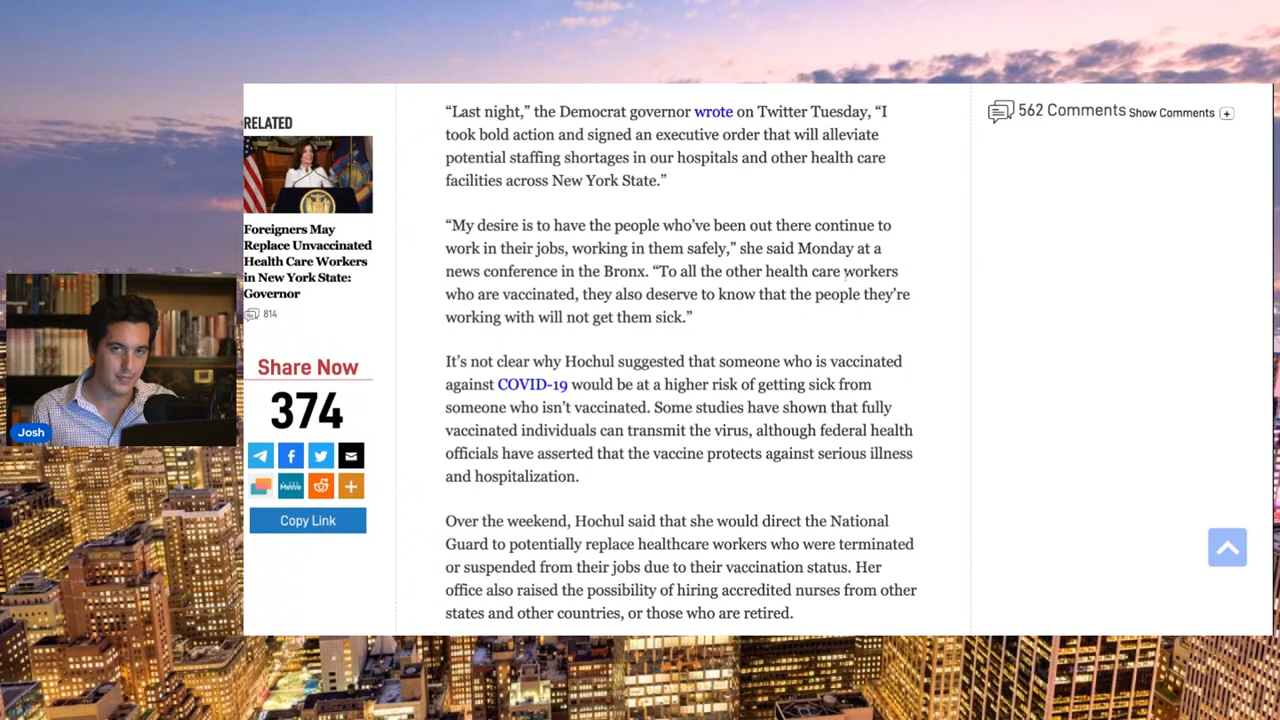 RELATED
Foreigners May
Replace Unvaccinated
Health Care Workers
in New York State:
Governor
814
Share Now
374
MeWe
Copy Link
Josh
“Last night,” the Democrat governor wrote on Twitter Tuesday, “I
took bold action and signed an executive order that will alleviate
potential staffing shortages in our hospitals and other health care
facilities across New York State.”
“My desire is to have the people who’ve been out there continue to
work in their jobs, working in them safely,” she said Monday at a
news conference in the Bronx. “To all the other health care workers
who are vaccinated, they also deserve to know that the people they’re
working with will not get them sick.”
It’s not clear why Hochul suggested that someone who is vaccinated
against COVID-19 would be at a higher risk of getting sick from
someone who isn’t vaccinated. Some studies have shown that fully
vaccinated individuals can transmit the virus, although federal health
officials have asserted that the vaccine protects against serious illness
and hospitalization.
Over the weekend, Hochul said that she would direct the National
Guard to potentially replace healthcare workers who were terminated
or suspended from their jobs due to their vaccination status. Her
office also raised the possibility of hiring accredited nurses from other
states and other countries, or those who are retired.
562 Comments Show Comments +